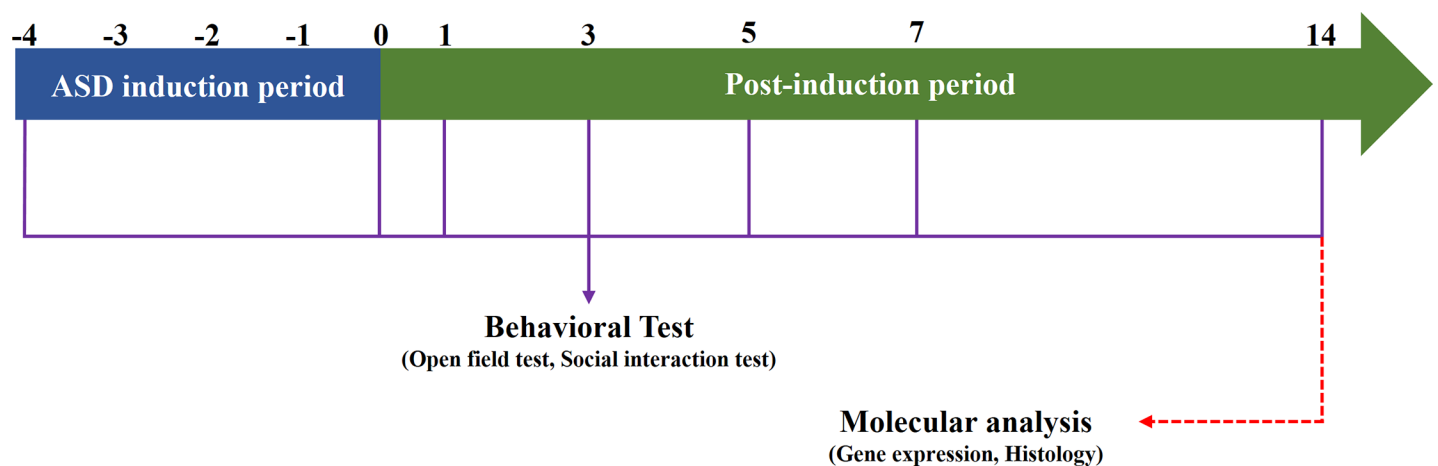 -4 -3 -2 -1 0 1 3 5 7 14
ASD induction period Post-induction period
Behavioral Test
(Open field test, Social interaction test)
Molecular analysis
(Gene expression, Histology)